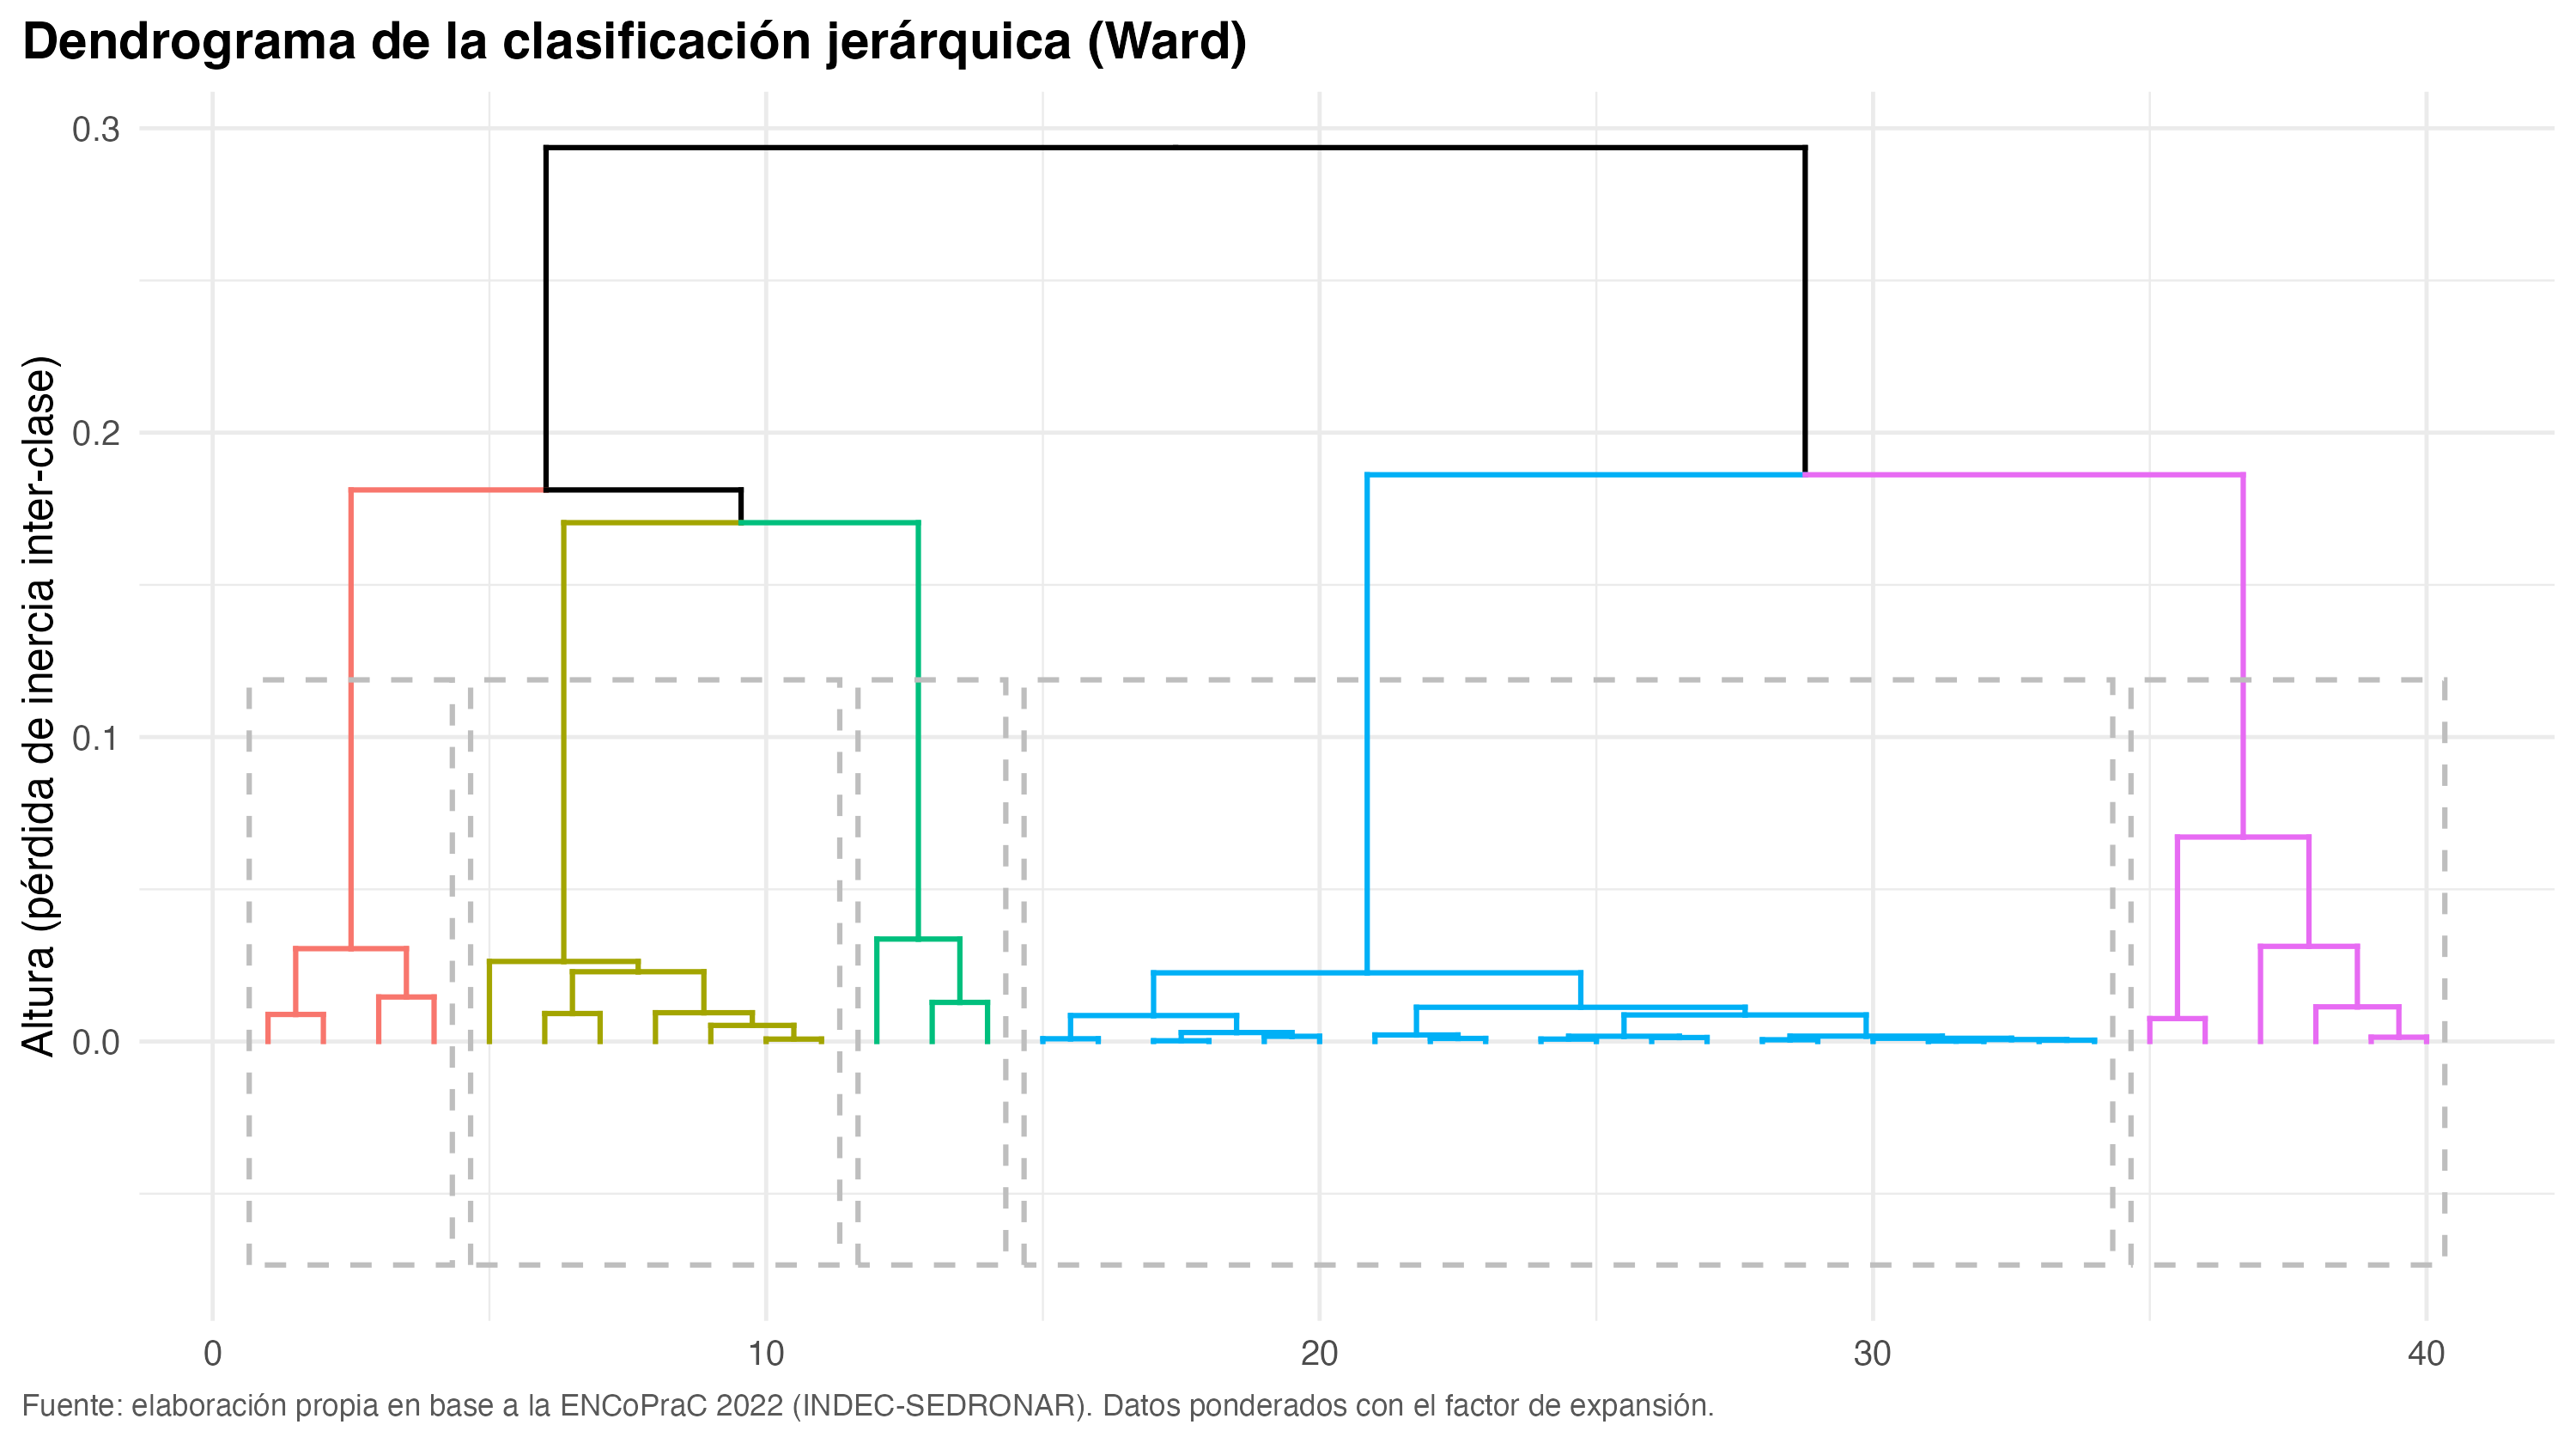 Dendrograma de la clasificación jerárquica (Ward)
Altura (pérdida de inercia inter-clase)
0.3
0.2
0.1
0.0
0 10 20 30 40
Fuente: elaboración propia en base a la ENCoPraC 2022 (INDEC-SEDRONAR). Datos ponderados con el factor de expansión.